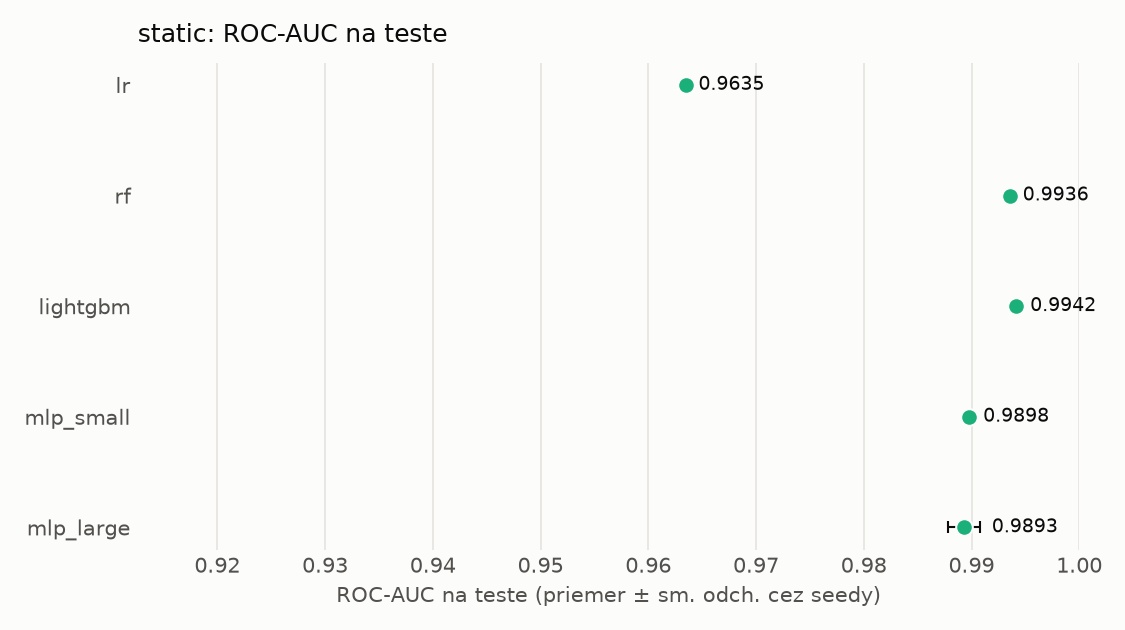 static: ROC-AUC na teste
lr
0.9635
rf
0.9936
lightgbm
0.9942
mlp_small
0.9898
mlp_large
0.9893
0.92 0.93 0.94 0.95 0.96 0.97 0.98 0.99 1.00
ROC-AUC na teste (priemer ± sm. odch. cez seedy)